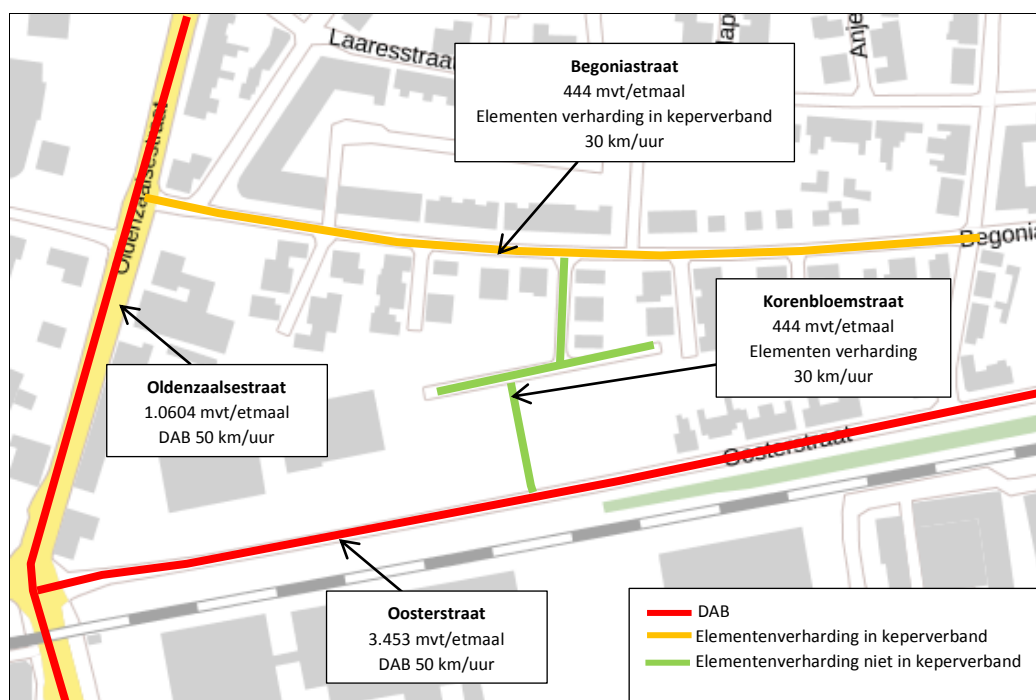 Laaresstraat
Anje
Begoniastraat
444 mvt/etmaal
Elementen verharding in keperverband
30 km/uur
Oldenzaalsestraat
Begonia
Korenbloemstraat
444 mvt/etmaal
Elementen verharding
30 km/uur
Oldenzaalsestraat
1.0604 mvt/etmaal
DAB 50 km/uur
Oosterstraat
Oosterstraat
3.453 mvt/etmaal
DAB 50 km/uur
DAB
Elementenverharding in keperverband
Elementenverharding niet in keperverband